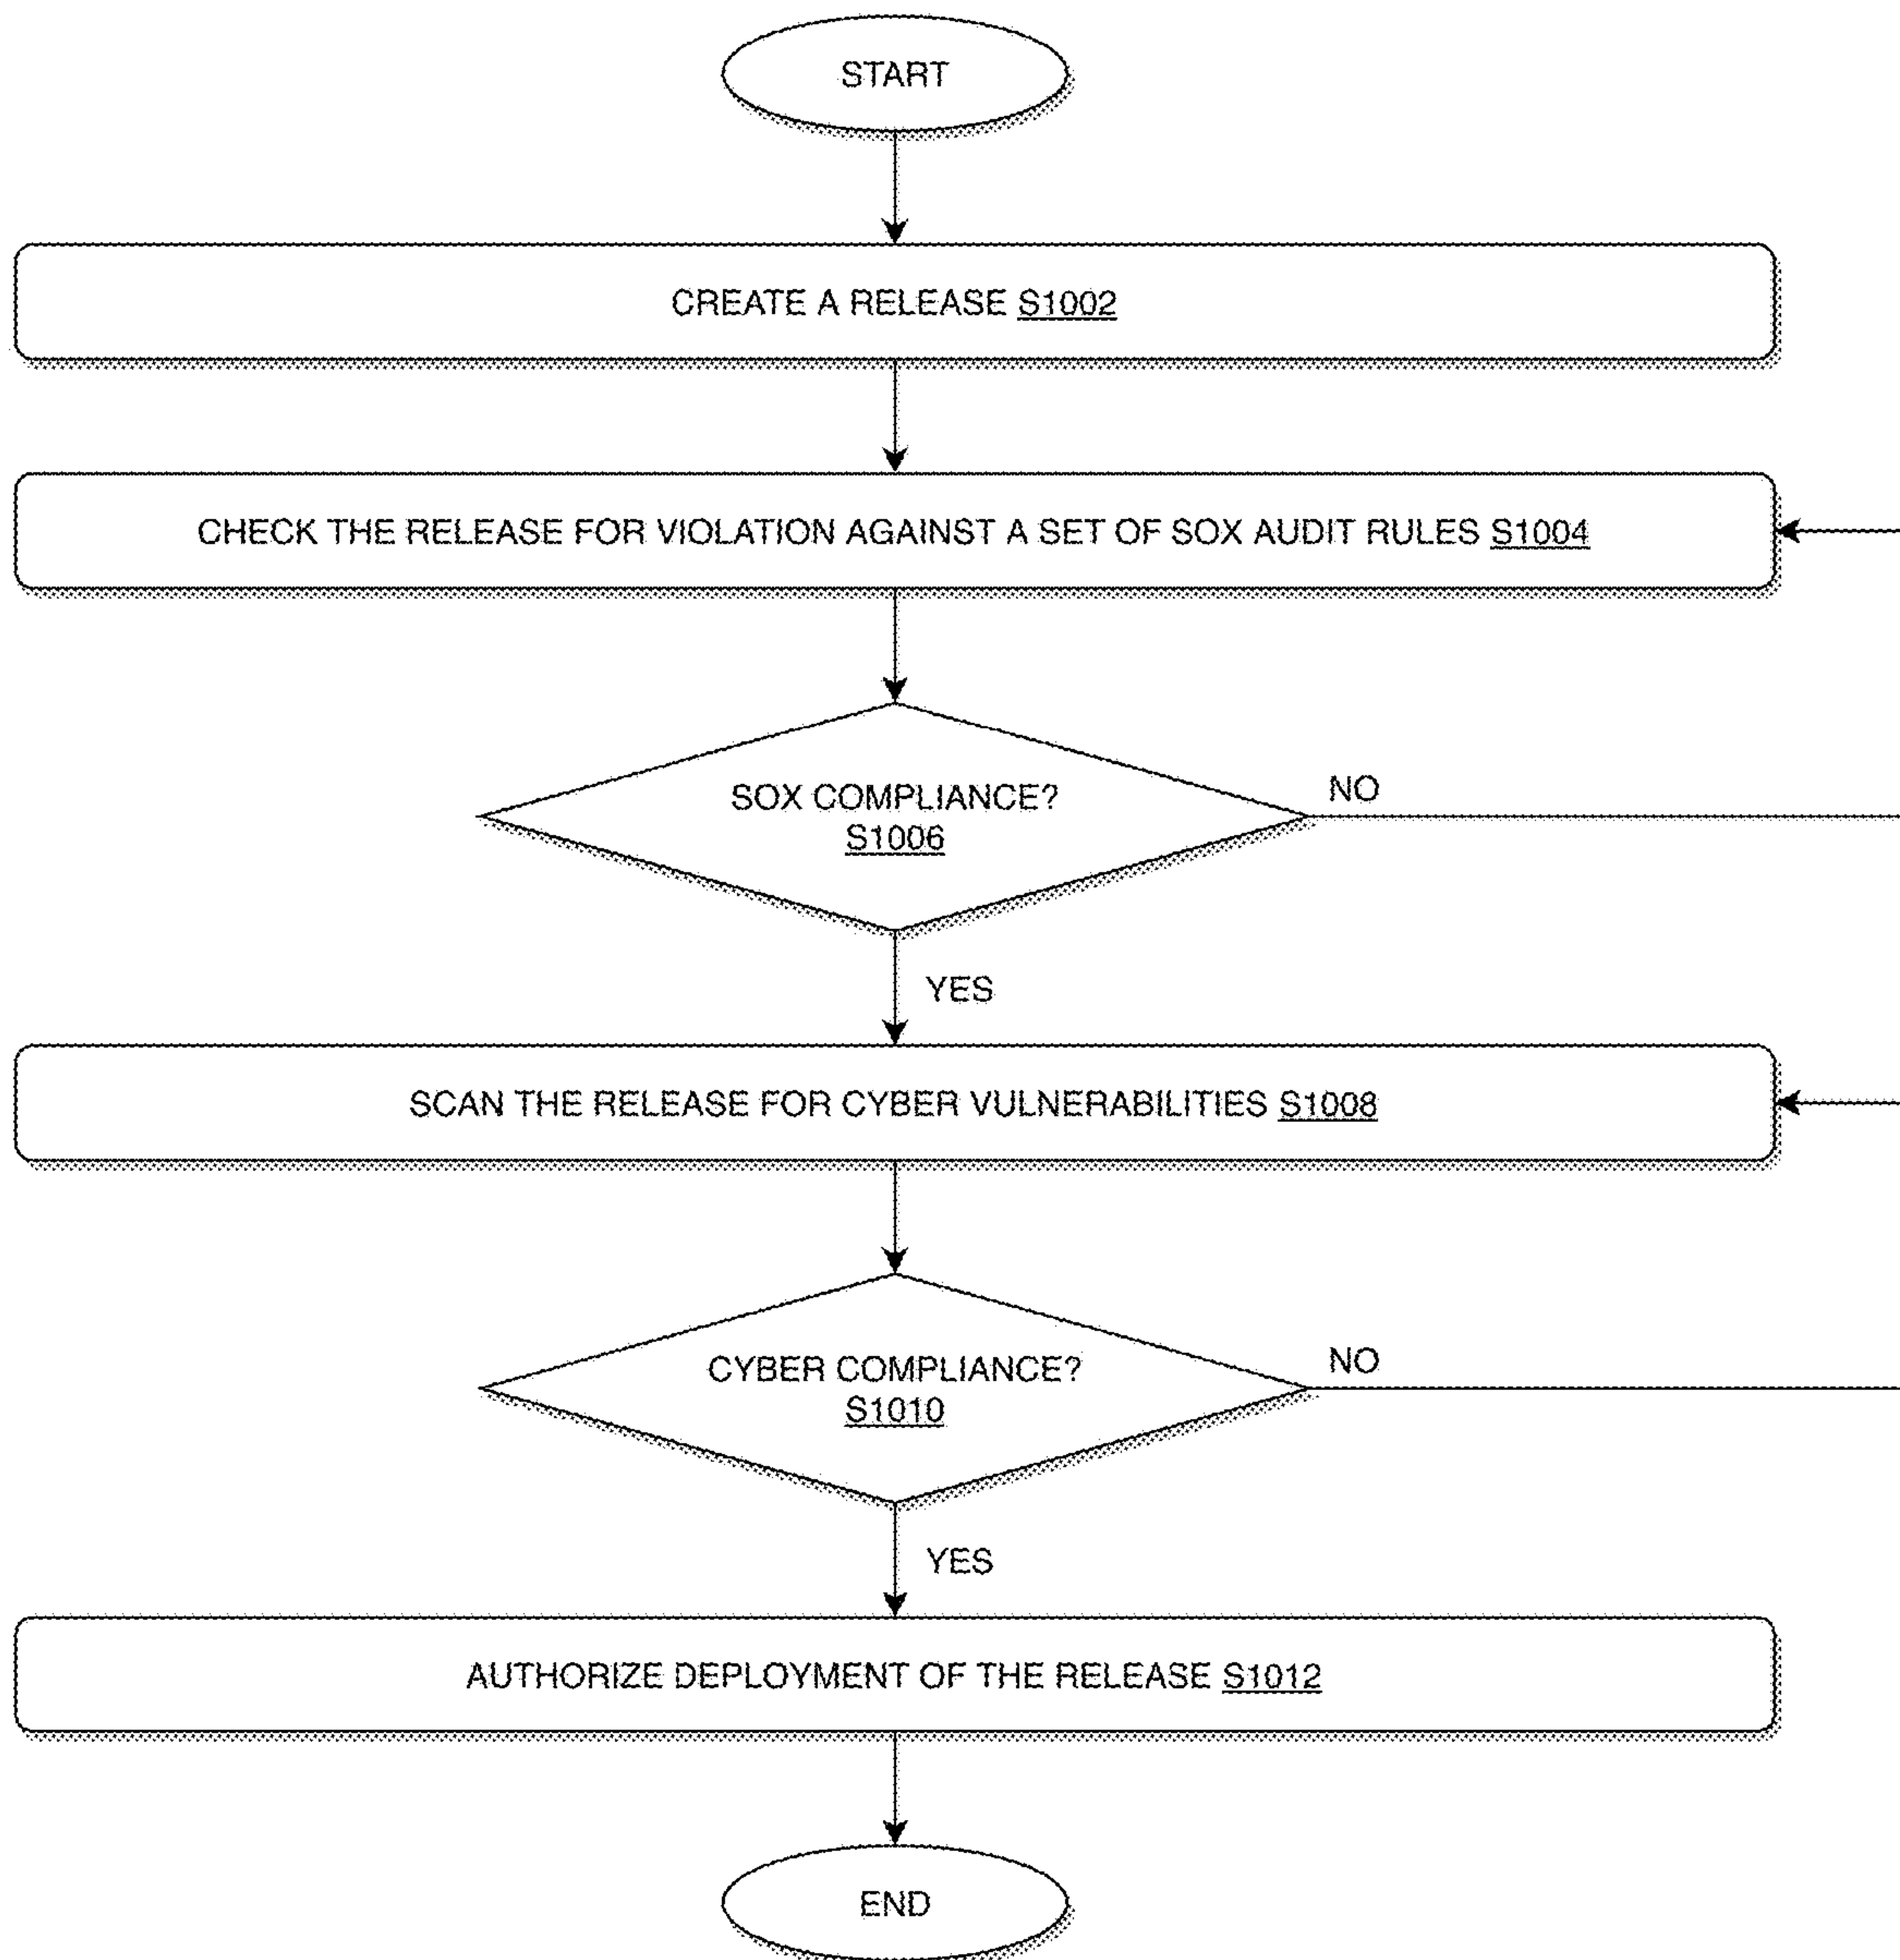 START
CREATE A RELEASE S1002
CHECK THE RELEASE FOR VIOLATION AGAINST A SET OF SOX AUDIT RULES S1004
SOX COMPLIANCE?
S1006
NO
YES
SCAN THE RELEASE FOR CYBER VULNERABILITIES S1008
CYBER COMPLIANCE?
S1010
NO
YES
AUTHORIZE DEPLOYMENT OF THE RELEASE S1012
END